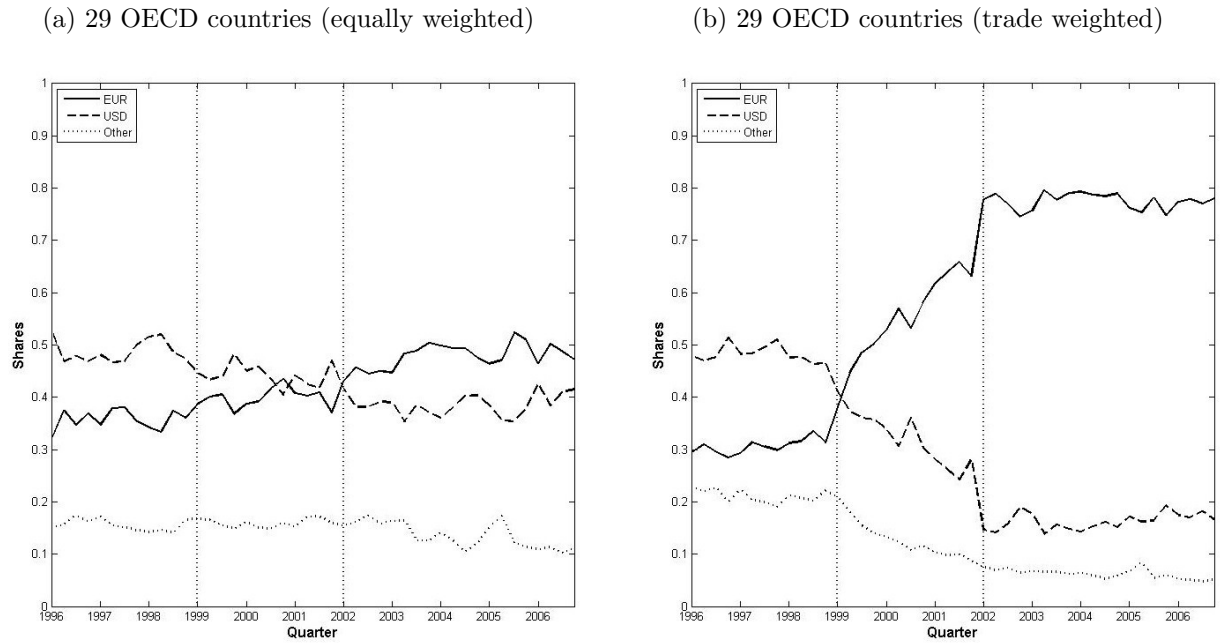 (a) 29 OECD countries (equally weighted)
(b) 29 OECD countries (trade weighted)
1
0.9
0.8
0.7
0.6
0.5
0.4
0.3
0.2
0.1
0
Shares
EUR
USD
Other
1996 1997 1998 1999 2000 2001 2002 2003 2004 2005 2006
Quarter
1
0.9
0.8
0.7
0.6
0.5
0.4
0.3
0.2
0.1
0
Shares
EUR
USD
Other
1996 1997 1998 1999 2000 2001 2002 2003 2004 2005 2006
Quarter